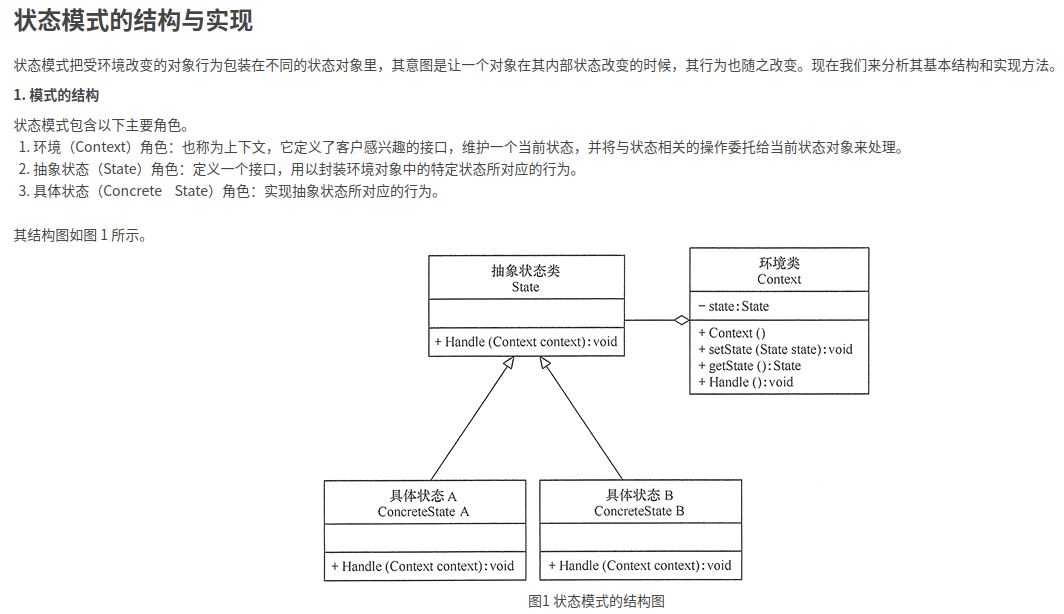 状态模式的结构与实现
状态模式把受环境改变的对象行为包装在不同的状态对象里，其意图是让一个对象在其内部状态改变的时候，其行为也随之改变。现在我们来分析其基本结构和实现方法。
1. 模式的结构
状态模式包含以下主要角色。
1. 环境（Context）角色：也称为上下文，它定义了客户感兴趣的接口，维护一个当前状态，并将与状态相关的操作委托给当前状态对象来处理。
2. 抽象状态（State）角色：定义一个接口，用以封装环境对象中的特定状态所对应的行为。
3. 具体状态（Concrete State）角色：实现抽象状态所对应的行为。
其结构图如图 1 所示。
抽象状态类
State
+ Handle (Context context): void
环境类
Context
− state: State
+ Context ()
+ setState (State state): void
+ getState (): State
+ Handle (): void
具体状态 A
ConcreteState A
+ Handle (Context context): void
具体状态 B
ConcreteState B
+ Handle (Context context): void
图1 状态模式的结构图